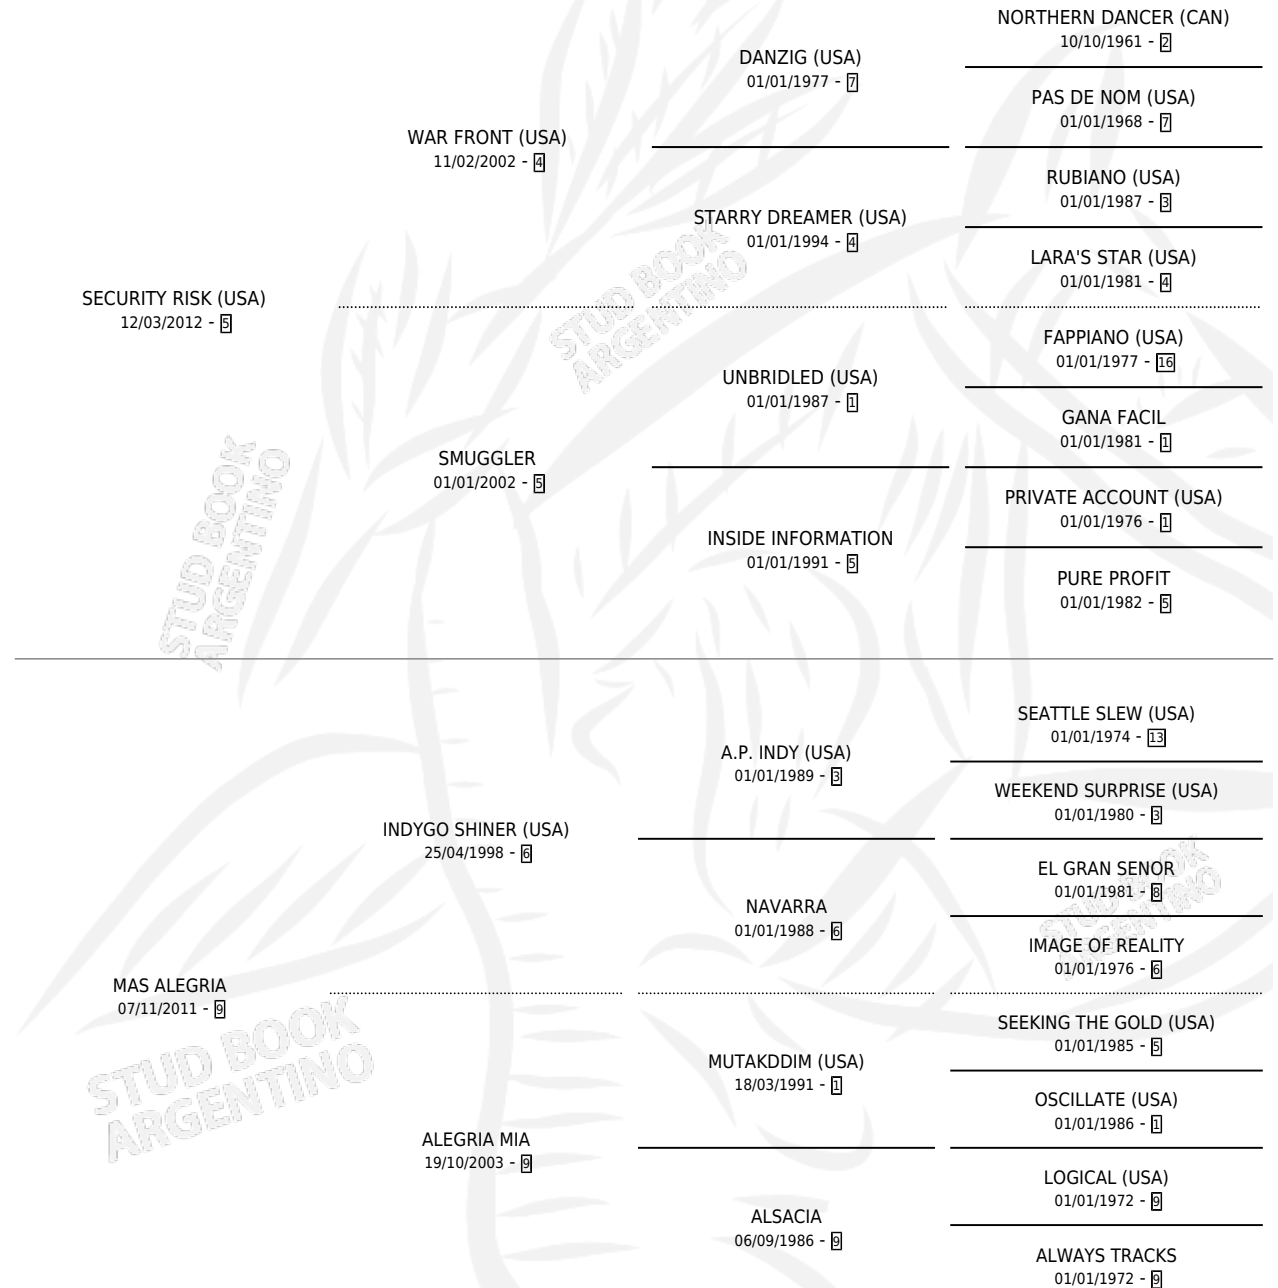 NORTHERN DANCER (CAN)
10/10/1961 - 2
DANZIG (USA)
01/01/1977 - 7
PAS DE NOM (USA)
01/01/1968 - 7
WAR FRONT (USA)
11/02/2002 - 4
RUBIANO (USA)
01/01/1987 - 3
STARRY DREAMER (USA)
01/01/1994 - 4
LARA'S STAR (USA)
01/01/1981 - 4
SECURITY RISK (USA)
12/03/2012 - 5
FAPPIANO (USA)
01/01/1977 - 16
UNBRIDLED (USA)
01/01/1987 - 1
GANA FACIL
01/01/1981 - 1
SMUGGLER
01/01/2002 - 5
PRIVATE ACCOUNT (USA)
01/01/1976 - 1
INSIDE INFORMATION
01/01/1991 - 5
PURE PROFIT
01/01/1982 - 5
STUD BOOK
ARGENTINO
STUD BOOK
ARGENTINO
SEATTLE SLEW (USA)
01/01/1974 - 13
A.P. INDY (USA)
01/01/1989 - 3
WEEKEND SURPRISE (USA)
01/01/1980 - 3
INDYGO SHINER (USA)
25/04/1998 - 6
EL GRAN SENOR
01/01/1981 - 8
NAVARRA
01/01/1988 - 6
IMAGE OF REALITY
01/01/1976 - 6
STUD BOOK
ARGENTINO
MAS ALEGRIA
07/11/2011 - 9
SEEKING THE GOLD (USA)
01/01/1985 - 5
MUTAKDDIM (USA)
18/03/1991 - 1
OSCILLATE (USA)
01/01/1986 - 1
STUD BOOK
ARGENTINO
ALEGRIA MIA
19/10/2003 - 9
LOGICAL (USA)
01/01/1972 - 9
ALSACIA
06/09/1986 - 9
ALWAYS TRACKS
01/01/1972 - 9